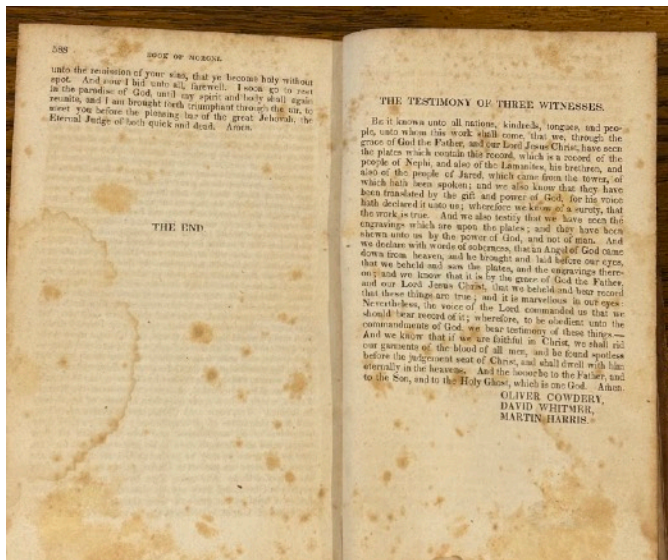 588
BOOK OF MORONI.
unto the remission of your sins, that ye become holy without
spot. And now I bid unto all, farewell. I soon go to rest
in the paradise of God, until my spirit and body shall again
reunite, and I am brought forth triumphant through the air, to
meet you before the pleasing bar of the great Jehovah, the
Eternal Judge of both quick and dead. Amen.
THE END
THE TESTIMONY OF THREE WITNESSES.
Be it known unto all nations, kindreds, tongues, and peo-
ple, unto whom this work shall come, that we, through the
grace of God the Father, and our Lord Jesus Christ, have seen
the plates which contain this record, which is a record of the
people of Nephi, and also of the Lamanites, his brethren, and
also of the people of Jared, which came from the tower, of
which hath been spoken; and we also know that they have
been translated by the gift and power of God, for his voice
hath declared it unto us; wherefore we know of a surety, that
the work is true. And we also testify that we have seen the
engravings which are upon the plates; and they have been
shewn unto us by the power of God, and not of man. And
we declare with words of soberness, that an Angel of God came
down from heaven, and he brought and laid before our eyes,
that we beheld and saw the plates, and the engravings there-
on; and we know that it is by the grace of God the Father,
and our Lord Jesus Christ, that we beheld and bear record
that these things are true; and it is marvellous in our eyes:
Nevertheless, the voice of the Lord commanded us that we
should bear record of it; wherefore, to be obedient unto the
commandments of God, we bear testimony of these things.—
And we know that if we are faithful in Christ, we shall rid
our garments of the blood of all men, and be found spotless
before the judgement seat of Christ, and shall dwell with him
eternally in the heavens. And the honor be to the Father, and
to the Son, and to the Holy Ghost, which is one God. Amen.
OLIVER COWDERY,
DAVID WHITMER,
MARTIN HARRIS.